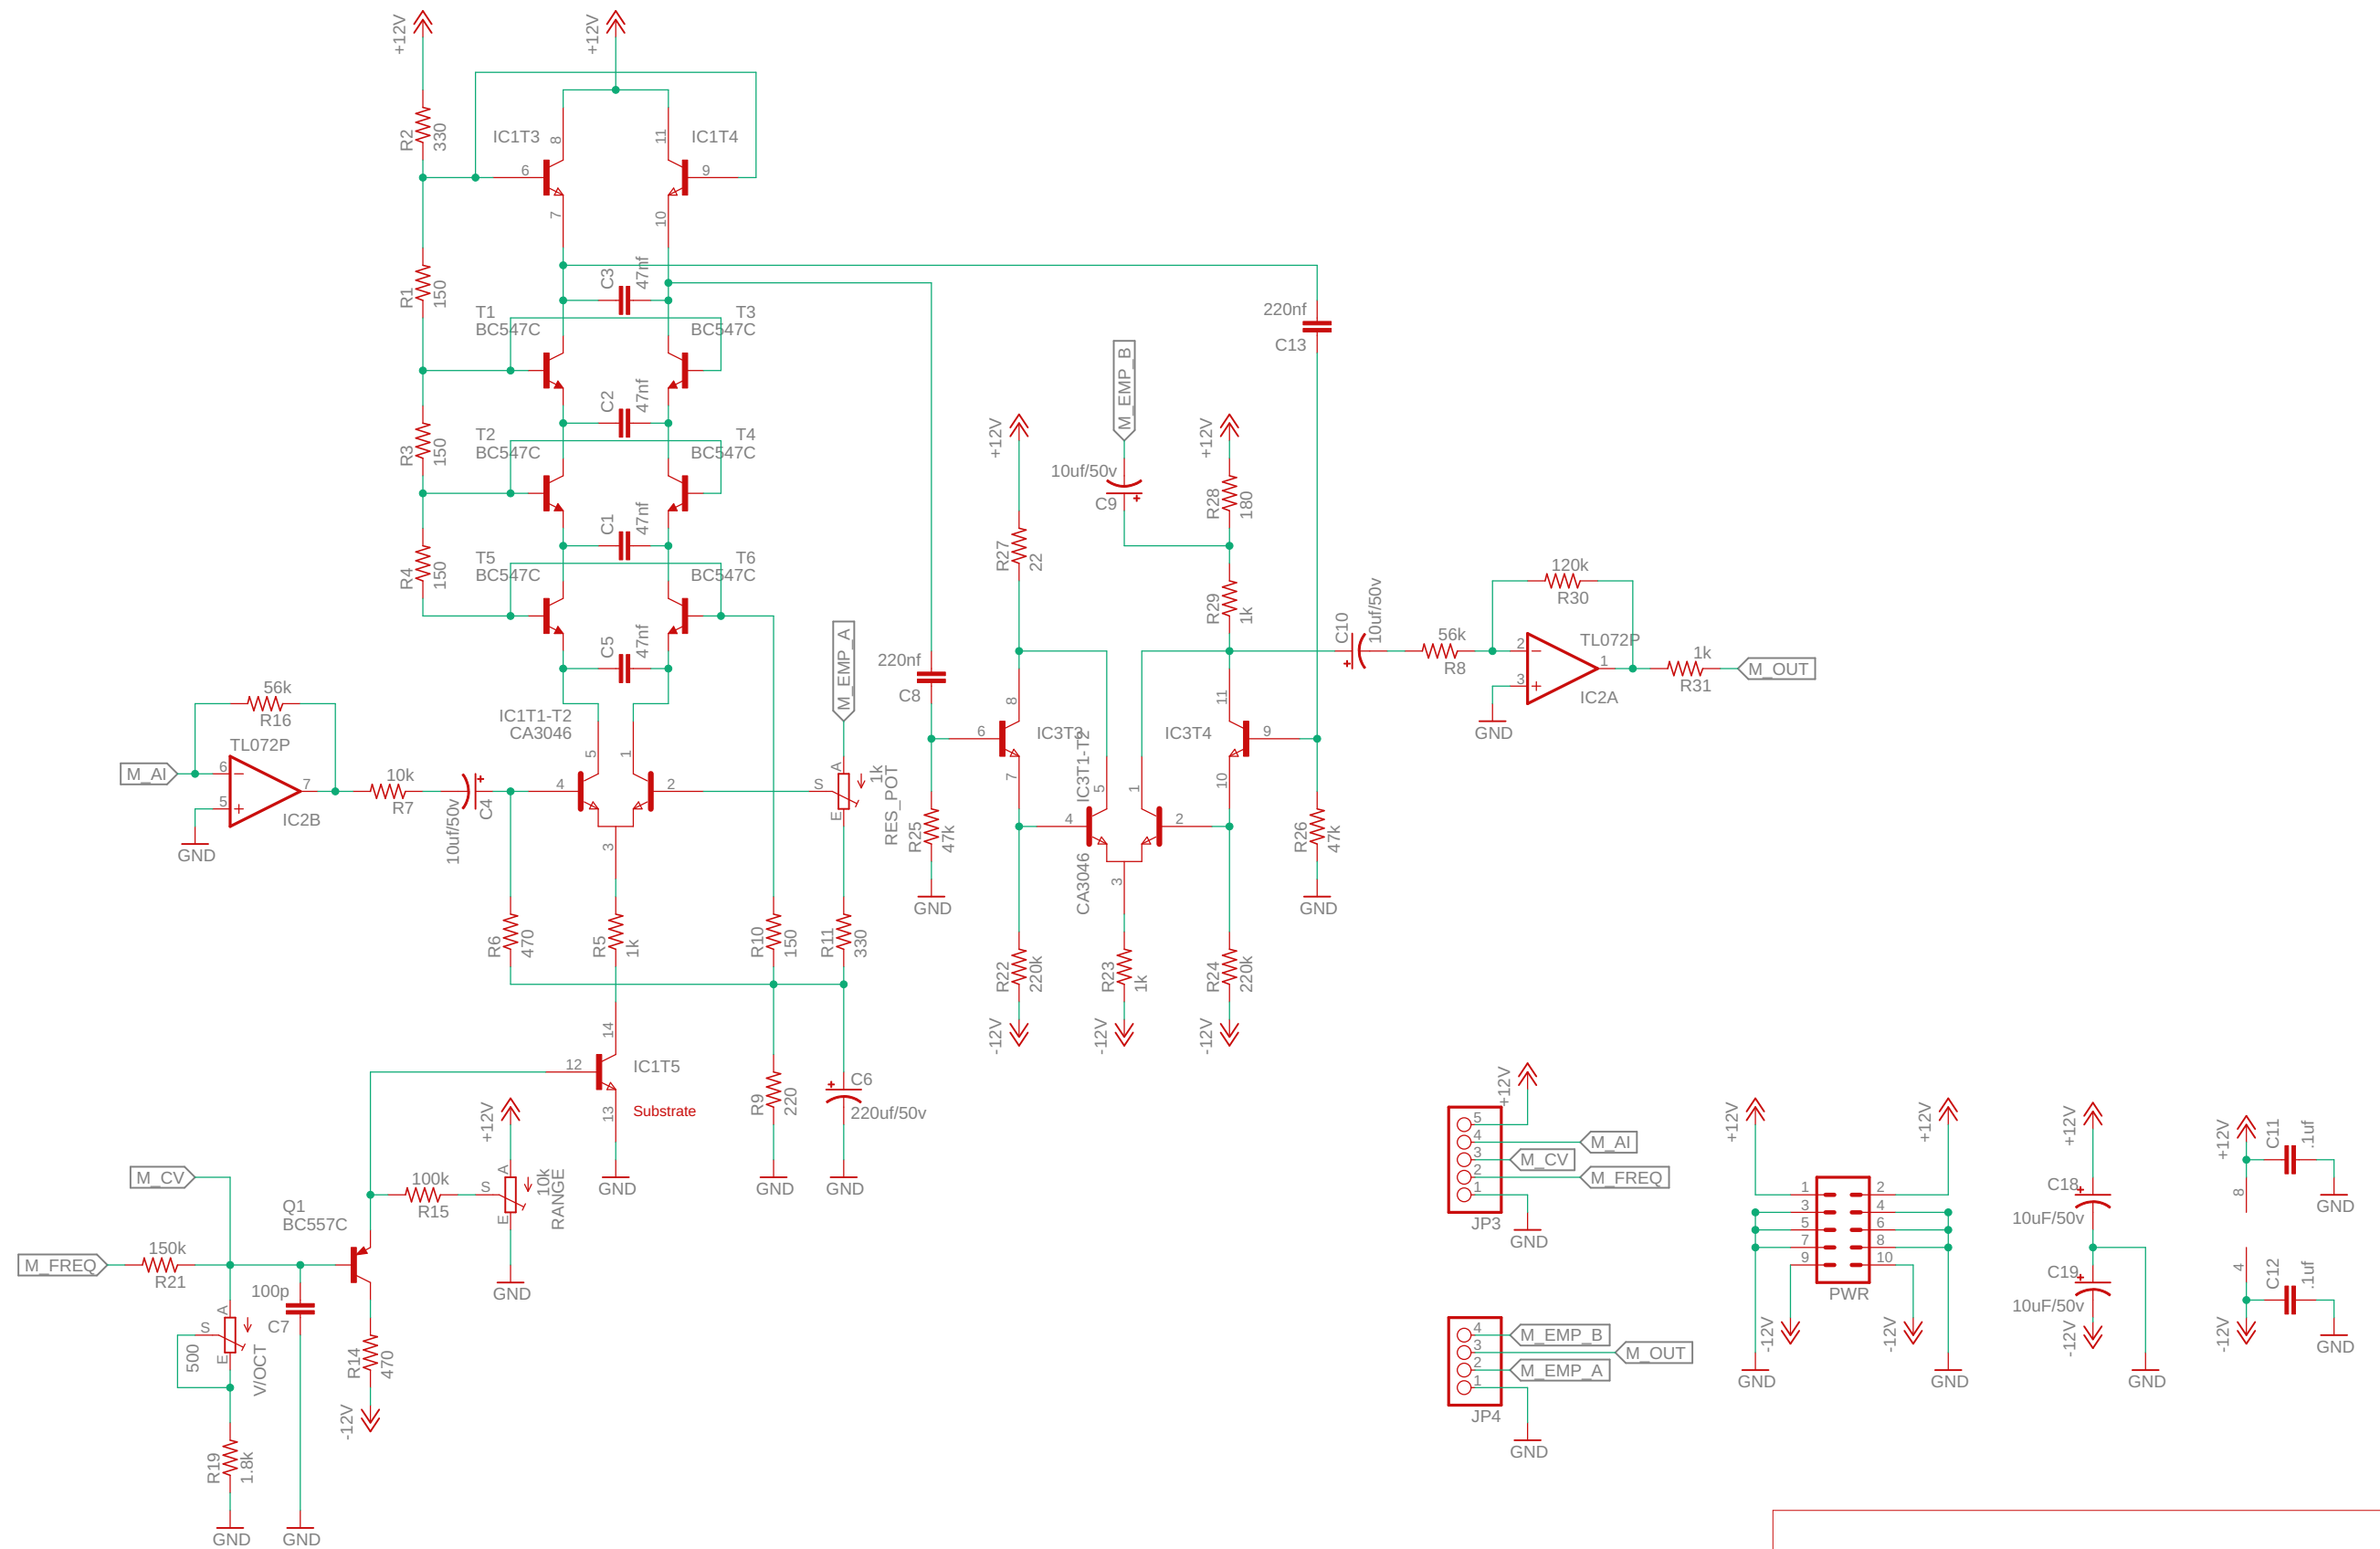 +12V
+12V
R2
330
IC1T3
8
11
IC1T4
6
9
7
10
R1
150
C3
47nf
T1
BC547C
T3
BC547C
220nf
C13
R3
150
C2
47nf
T2
BC547C
T4
BC547C
M_EMP_B
10uf/50v
C9
+12V
+12V
R28
180
R4
150
C1
47nf
T5
BC547C
T6
BC547C
R27
22
R29
1k
C5
47nf
M_EMP_A
220nf
C8
C10
10uf/50v
56k
R8
120k
R30
TL072P
2
3
1
IC2A
1k
R31
M_OUT
GND
56k
R16
TL072P
M_AI
6
5
7
IC2B
GND
10k
R7
10uf/50v
C4
IC1T1-T2
CA3046
5
1
4
2
3
S
A
E
1k
RES_POT
R25
47k
GND
6
8
7
IC3T3
IC3T1-T2
CA3046
5
1
4
2
3
IC3T4
11
9
10
R26
47k
GND
R6
470
R5
1k
R10
150
R11
330
R22
220k
R23
1k
R24
220k
-12V
-12V
-12V
14
12
13
IC1T5
Substrate
GND
R9
220
GND
C6
220uf/50v
GND
+12V
A
S
E
10k
RANGE
GND
100k
R15
M_CV
Q1
BC557C
M_FREQ
150k
R21
100p
C7
A
S
E
500
V/OCT
R14
470
-12V
R19
1.8k
GND
GND
+12V
5
4
3
2
1
M_AI
M_CV
M_FREQ
JP3
GND
4
3
2
1
M_EMP_B
M_OUT
M_EMP_A
JP4
GND
+12V
+12V
1
2
3
4
5
6
7
8
9
10
PWR
-12V
-12V
GND
GND
+12V
C18
10uF/50v
C19
10uF/50v
-12V
GND
+12V
C11
.1uf
8
GND
4
C12
.1uf
-12V
GND